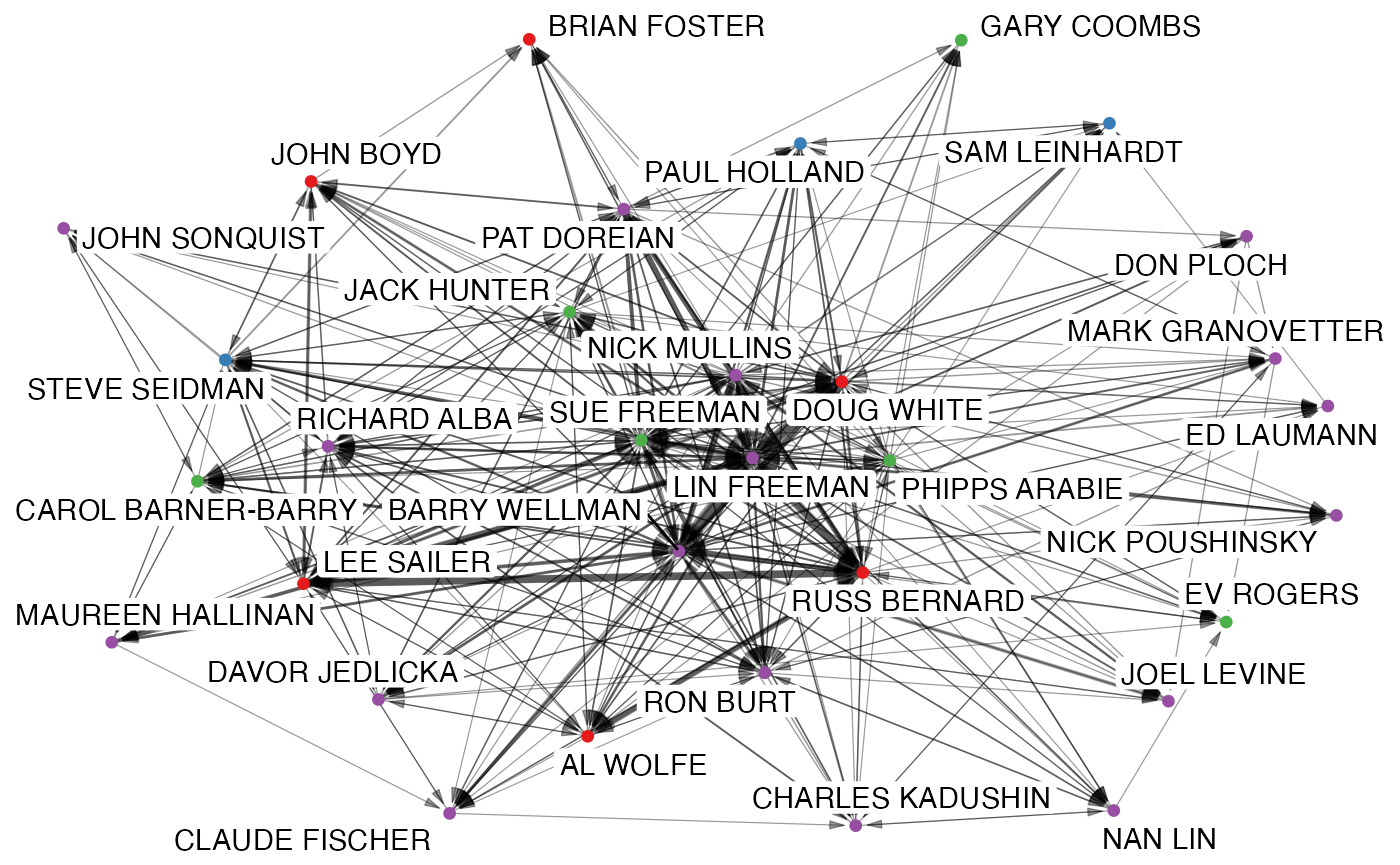 BRIAN FOSTER
GARY COOMBS
JOHN BOYD
PAUL HOLLAND
SAM LEINHARDT
JOHN SONQUIST
PAT DOREIAN
DON PLOCH
JACK HUNTER
NICK MULLINS
MARK GRANOVETTER
STEVE SEIDMAN
RICHARD ALBA
SUE FREEMAN
DOUG WHITE
ED LAUMANN
CAROL BARNER-BARRY
BARRY WELLMAN
LIN FREEMAN
PHIPPS ARABIE
NICK POUSHINSKY
LEE SAILER
MAUREEN HALLINAN
RUSS BERNARD
EV ROGERS
DAVOR JEDLICKA
RON BURT
JOEL LEVINE
AL WOLFE
CHARLES KADUSHIN
CLAUDE FISCHER
NAN LIN